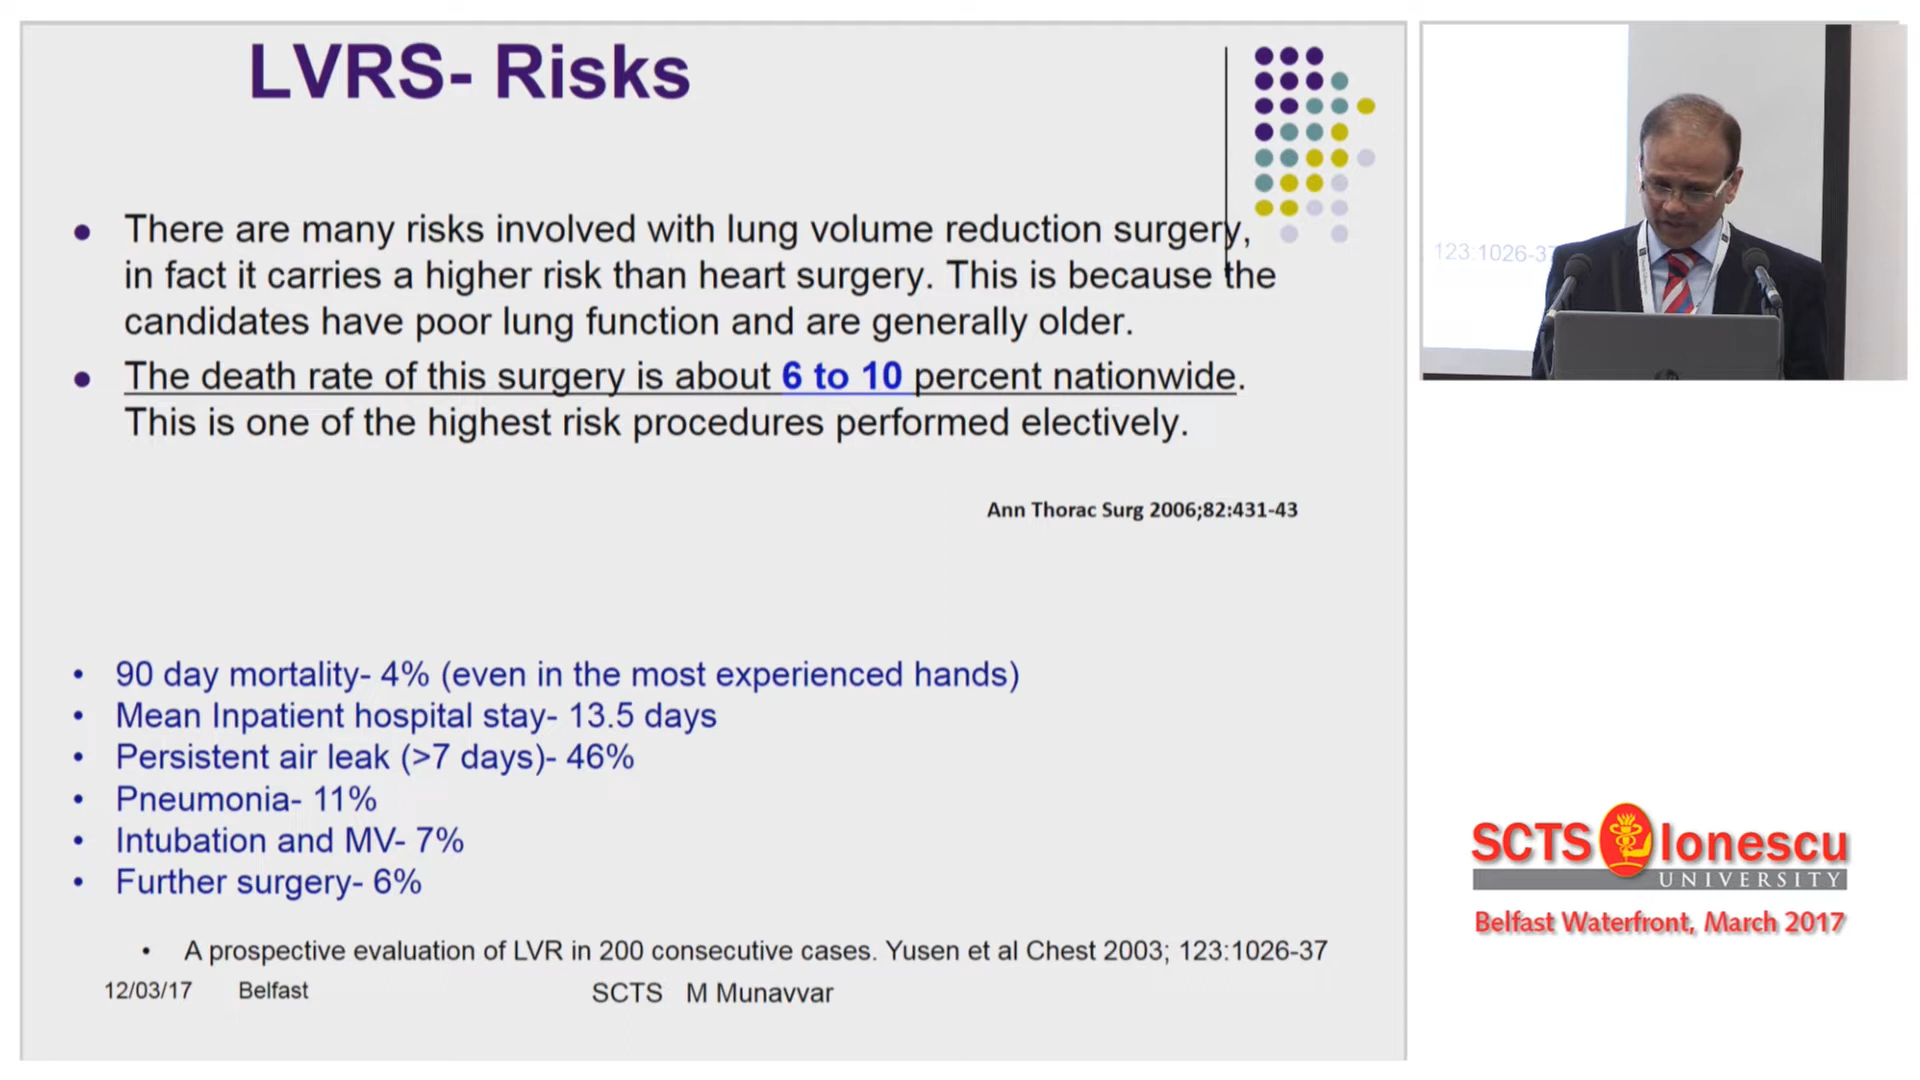 LVRS- Risks
There are many risks involved with lung volume reduction surgery,
in fact it carries a higher risk than heart surgery. This is because the
candidates have poor lung function and are generally older.
The death rate of this surgery is about 6 to 10 percent nationwide.
This is one of the highest risk procedures performed electively.
Ann Thorac Surg 2006;82:431-43
• 90 day mortality- 4% (even in the most experienced hands)
• Mean Inpatient hospital stay- 13.5 days
• Persistent air leak (>7 days)- 46%
• Pneumonia- 11%
• Intubation and MV- 7%
• Further surgery- 6%
• A prospective evaluation of LVR in 200 consecutive cases. Yusen et al Chest 2003; 123:1026-37
12/03/17 Belfast SCTS M Munavvar
123:1026-37
SCTS Ionescu
UNIVERSITY
Belfast Waterfront, March 2017